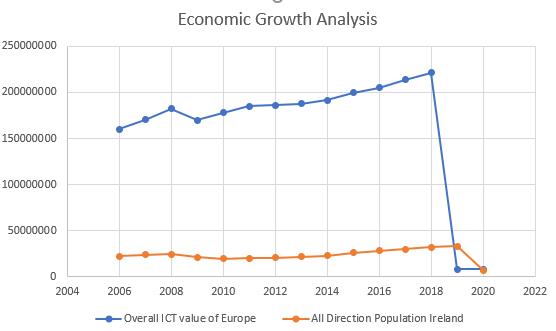 Economic Growth Analysis
250000000
200000000
150000000
100000000
50000000
0
2004 2006 2008 2010 2012 2014 2016 2018 2020 2022
Overall ICT value of Europe All Direction Population Ireland